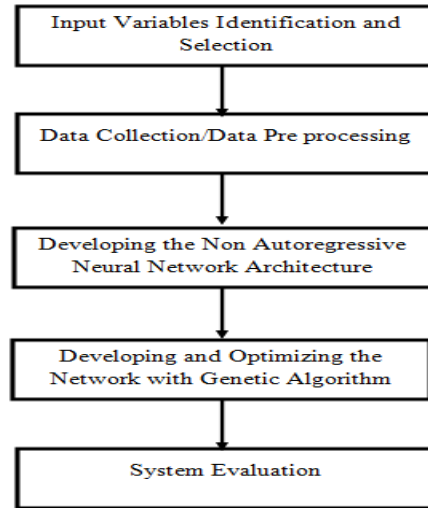 Input Variables Identification and
Selection
Data Collection/Data Pre processing
Developing the Non Autoregressive
Neural Network Architecture
Developing and Optimizing the
Network with Genetic Algorithm
System Evaluation